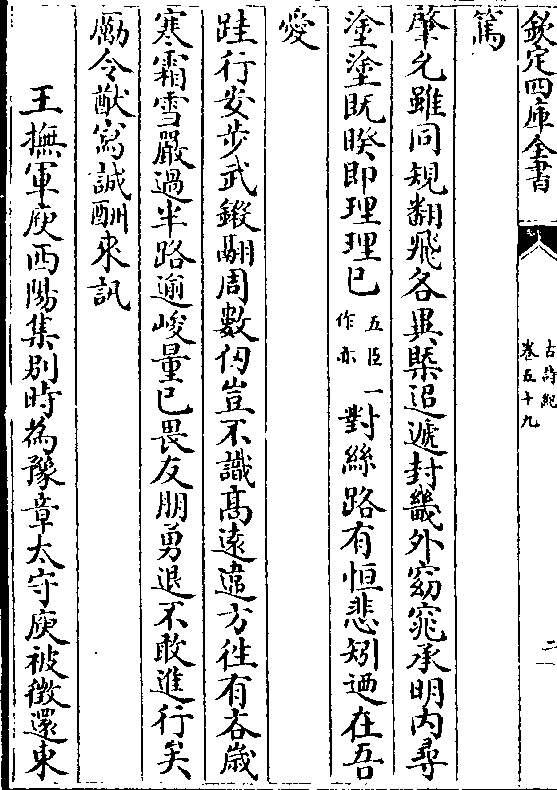 欽定四庫全書
古詩紀
卷五十九
二
篤
肇允雖同規翻飛各異槩迢遞封畿外窈窕承明内尋
塗塗既暌即理理已五臣作亦一對絲路有恒悲矧迺在吾
愛
跬行安步武鎩翮周數仞豈不識高遠違方往有吝歲
寒霜雪嚴過半路逾峻量已畏友朋勇退不敢進行矣
勵令猷寫誠酬來訊
王撫軍庾西陽集别時為豫章太守庾被徵還東